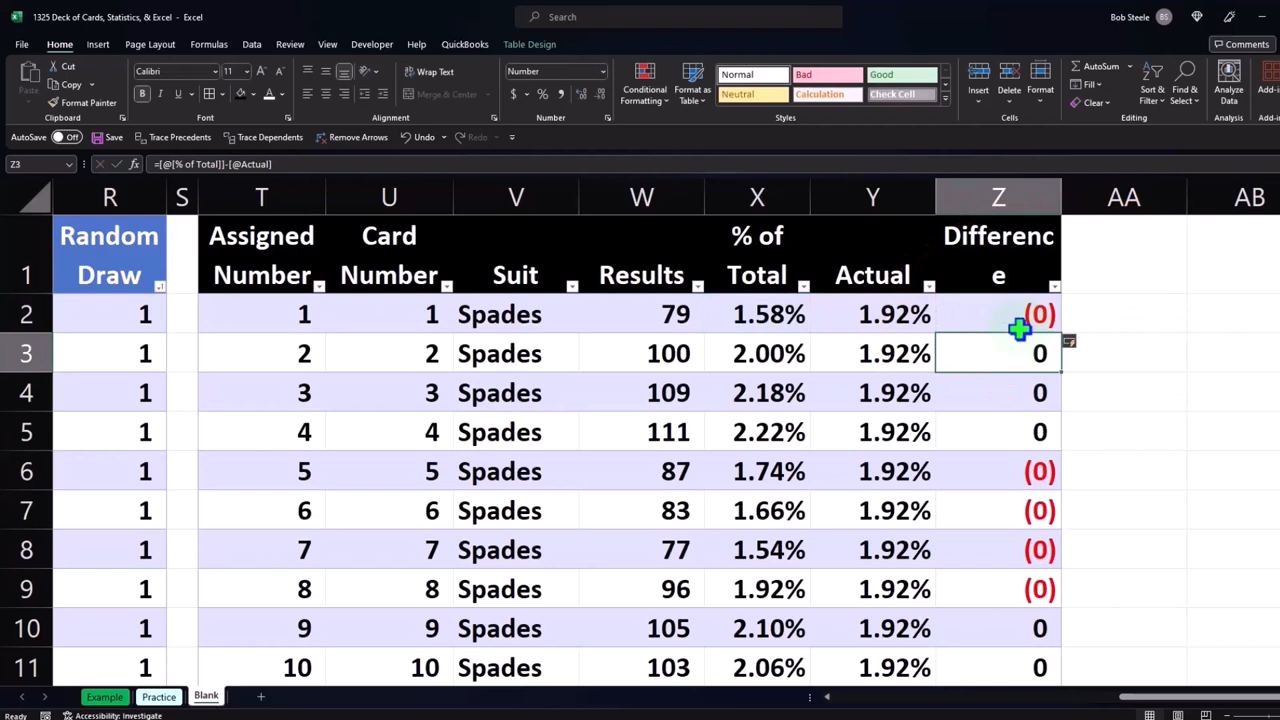 1325 Deck of Cards, Statistics, & Excel - Excel
Search
Bob Steele BS
File Home Insert Draw Page Layout Formulas Data Review View Developer Help QuickBooks Table Design
Comments
Cut
Copy
Format Painter
Paste
Clipboard
Calibri 11
B I U A
Font
Wrap Text
Merge & Center
Alignment
Number
$ % 9
Number
Conditional Formatting
Format as Table
Normal Bad Good
Neutral Calculation Check Cell
Styles
Insert Delete Format
Cells
AutoSum
Fill
Clear
Sort & Filter
Find & Select
Editing
Analyze Data
Analysis
Add-in
AutoSave Off Save Trace Precedents Trace Dependents Remove Arrows Undo Redo
Z3 fx =[@[% of Total]]-[@Actual]
R S T U V W X Y Z AA AB
1 Random Draw Assigned Number Card Number Suit Results % of Total Actual Difference
2 1 1 1 Spades 79 1.58% 1.92% (0)
3 1 2 2 Spades 100 2.00% 1.92% 0
4 1 3 3 Spades 109 2.18% 1.92% 0
5 1 4 4 Spades 111 2.22% 1.92% 0
6 1 5 5 Spades 87 1.74% 1.92% (0)
7 1 6 6 Spades 83 1.66% 1.92% (0)
8 1 7 7 Spades 77 1.54% 1.92% (0)
9 1 8 8 Spades 96 1.92% 1.92% (0)
10 1 9 9 Spades 105 2.10% 1.92% 0
11 1 10 10 Spades 103 2.06% 1.92% 0
Example Practice Blank
Ready Accessibility: Investigate